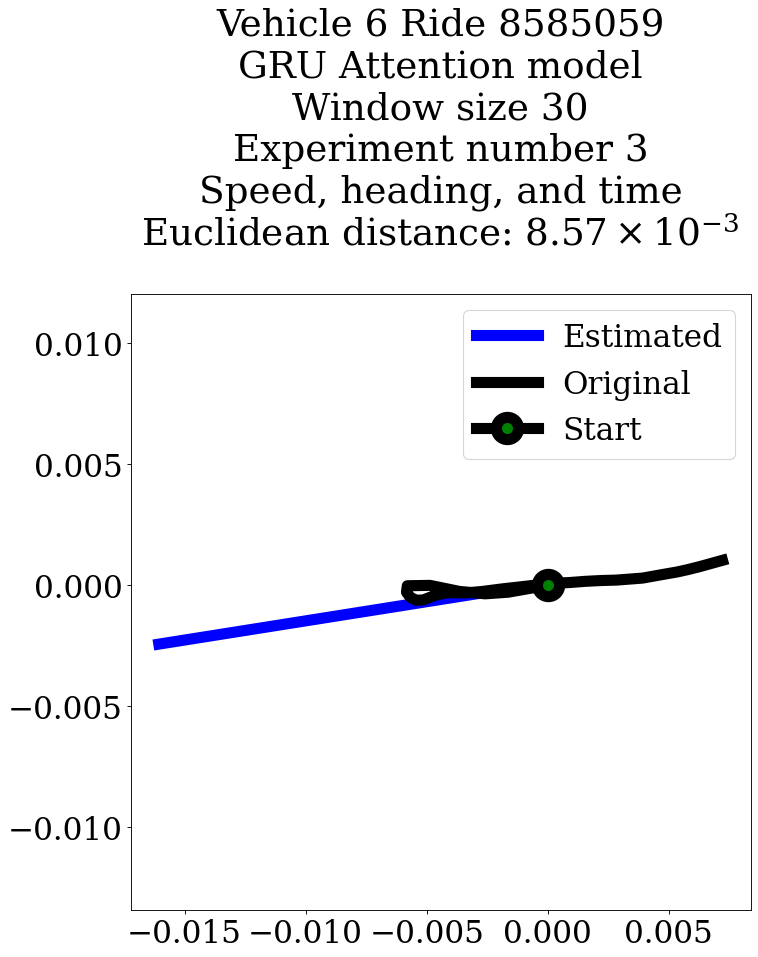 Vehicle 6 Ride 8585059
GRU Attention model
Window size 30
Experiment number 3
Speed, heading, and time
Euclidean distance: 8.57 × 10⁻³
Estimated
Original
Start
0.010
0.005
0.000
−0.005
−0.010
−0.015 −0.010 −0.005 0.000 0.005